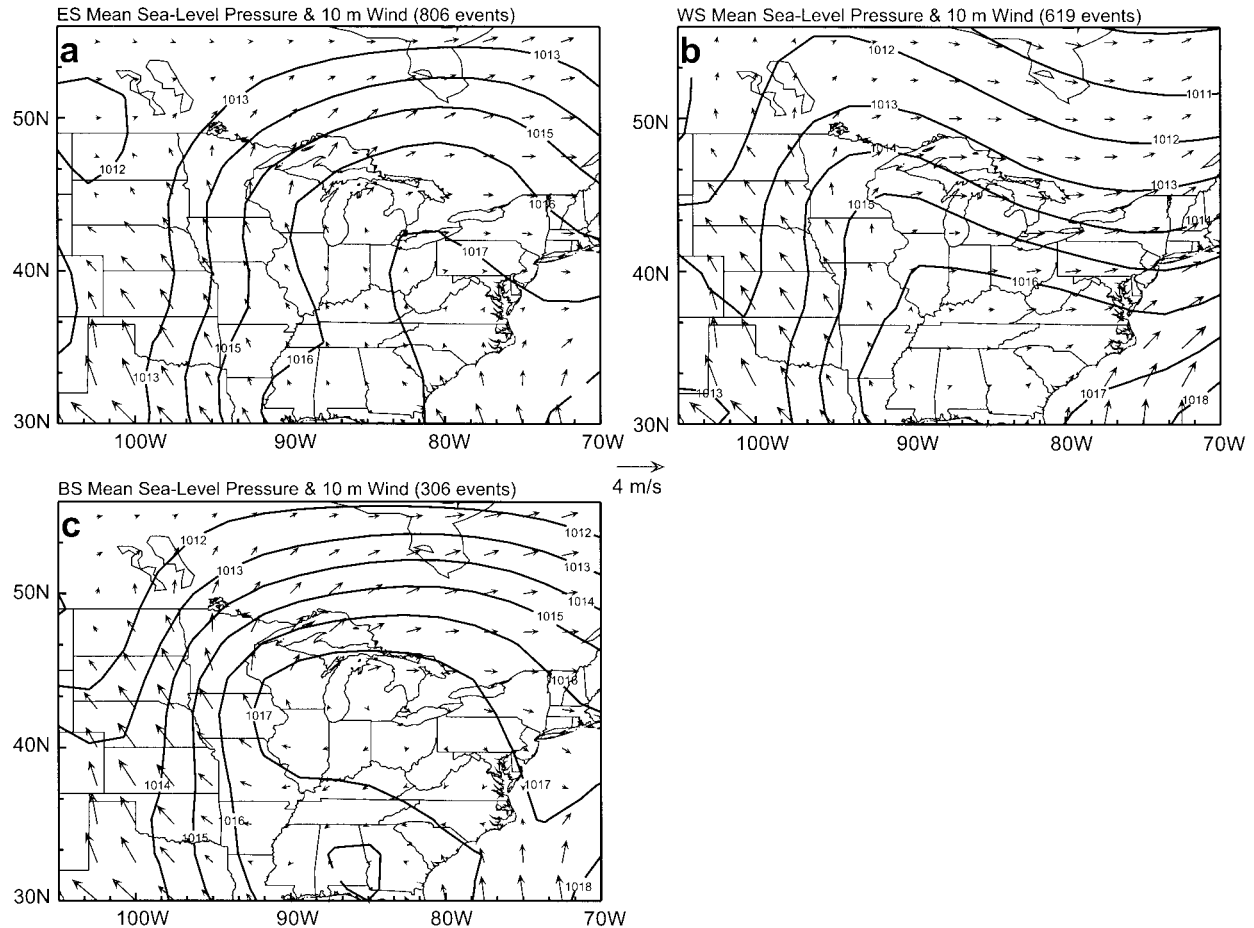 ES Mean Sea-Level Pressure & 10 m Wind (806 events)
a
1013
1013
1015
1012
1016
1017
1015
1016
1013
50N
40N
30N
100W
90W
80W
70W
WS Mean Sea-Level Pressure & 10 m Wind (619 events)
b
1012
1011
1013
1012
1014
1013
1015
1014
1016
1013
1017
1018
50N
40N
30N
100W
90W
80W
70W
4 m/s
BS Mean Sea-Level Pressure & 10 m Wind (306 events)
c
1012
1012
1013
1013
1014
1015
1016
1017
1017
1014
1016
1015
1018
50N
40N
30N
100W
90W
80W
70W